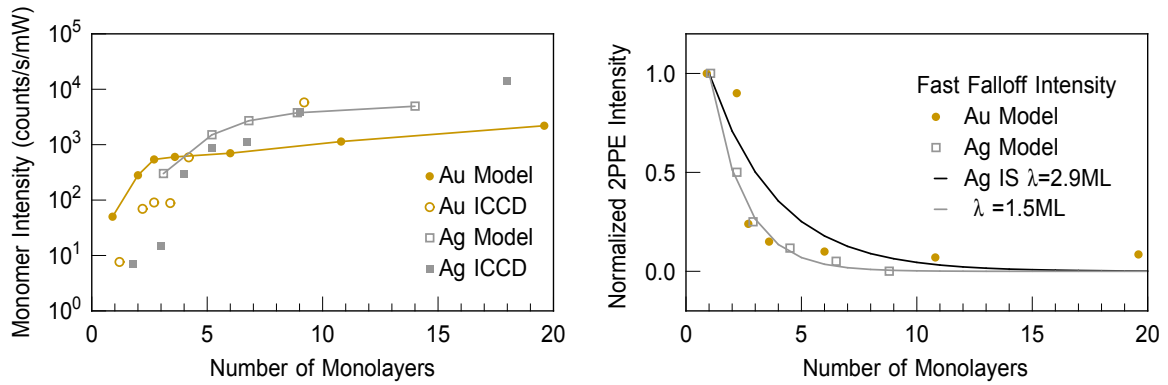 Monomer Intensity (counts/s/mW)
10^5
10^4
10^3
10^2
10^1
10^0
Au Model
Au ICCD
Ag Model
Ag ICCD
0 5 10 15 20
Number of Monolayers
Normalized 2PPE Intensity
1.0
0.5
0.0
Fast Falloff Intensity
Au Model
Ag Model
Ag IS λ=2.9ML
λ =1.5ML
0 5 10 15 20
Number of Monolayers